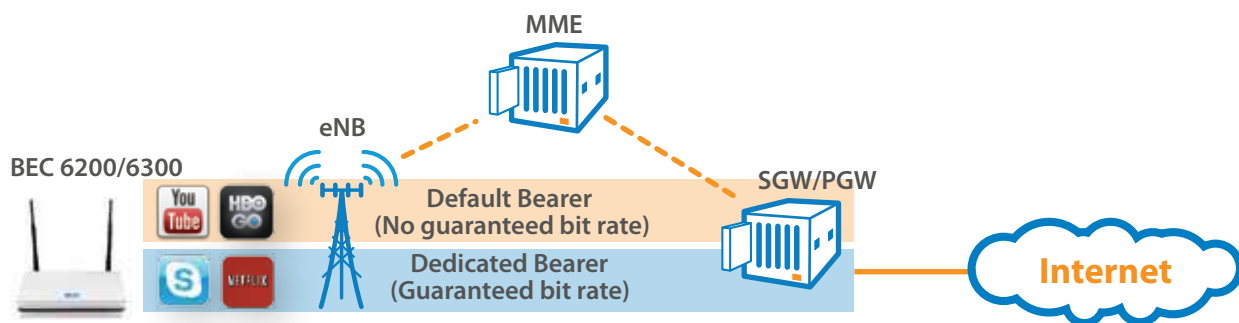 MME
eNB
BEC 6200/6300
SGW/PGW
You
Tube
HBO
GO
Default Bearer
(No guaranteed bit rate)
S
NETFLIX
Dedicated Bearer
(Guaranteed bit rate)
Internet